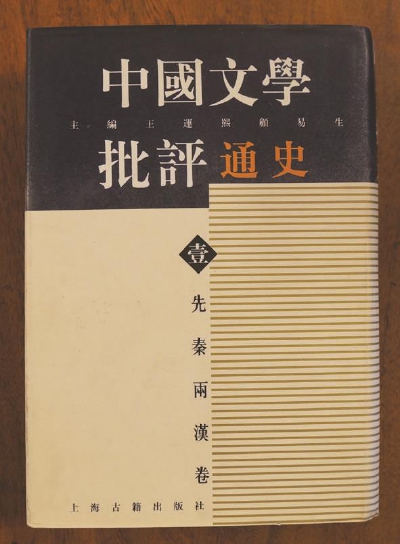 中國文學
主編 王運熙 顧易生
批評通史
壹
先秦兩漢卷
上海古籍出版社